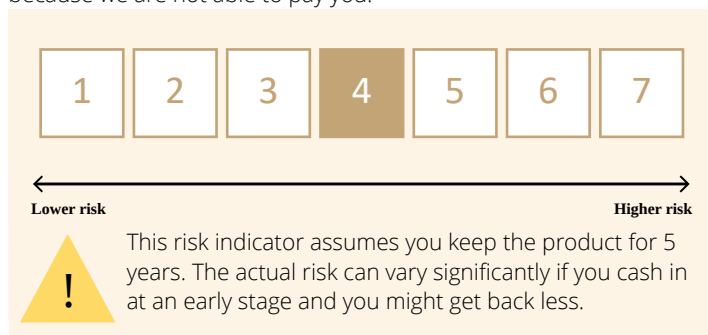 because we are not able to pay you.
1 2 3 4 5 6 7
Lower risk Higher risk
! This risk indicator assumes you keep the product for 5
years. The actual risk can vary significantly if you cash in
at an early stage and you might get back less.